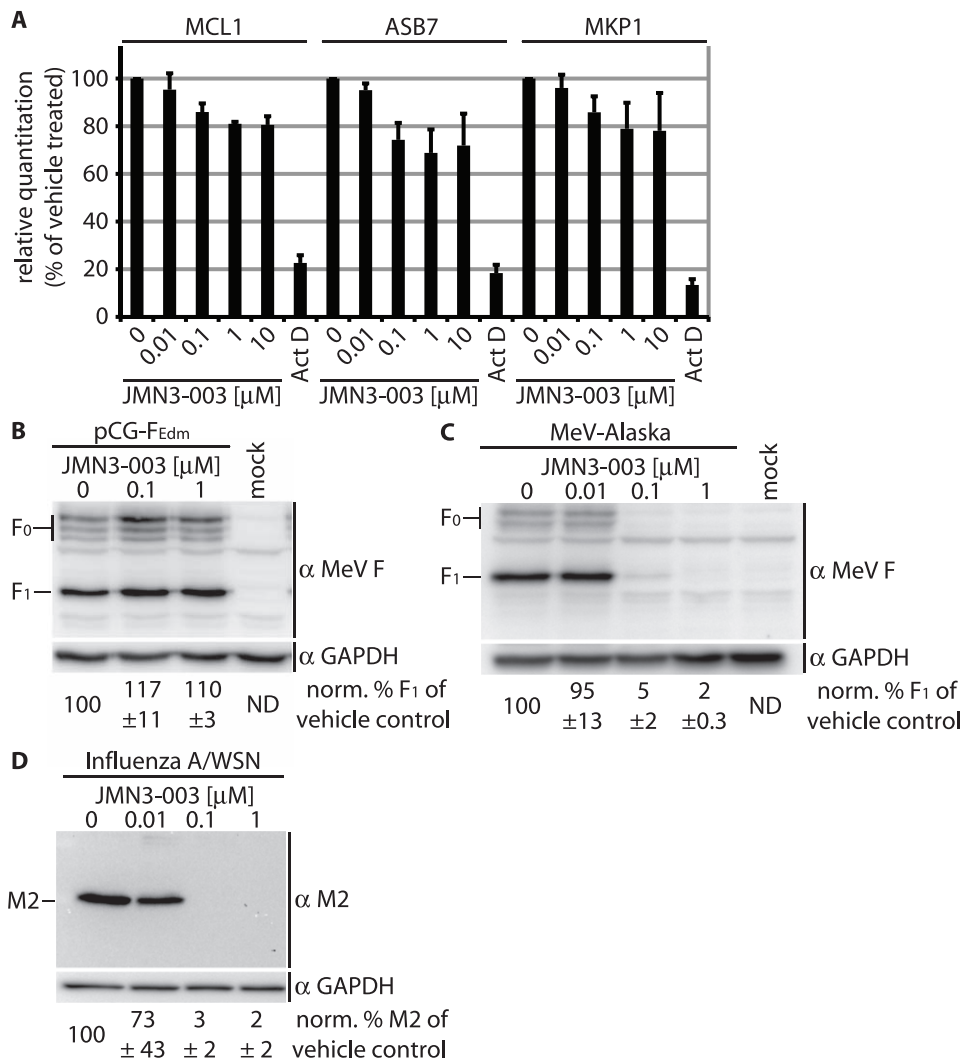 A
MCL1 ASB7 MKP1
relative quantitation
(% of vehicle treated)
100
80
60
40
20
0
0 0.01 0.1 1 10 Act D 0 0.01 0.1 1 10 Act D 0 0.01 0.1 1 10 Act D
JMN3-003 [μM] JMN3-003 [μM] JMN3-003 [μM]
B
pCG-FEdm
JMN3-003 [μM]
0 0.1 1 mock
F0
F1
α MeV F
α GAPDH
100 117 ±11 110 ±3 ND
norm. % F1 of
vehicle control
C
MeV-Alaska
JMN3-003 [μM]
0 0.01 0.1 1 mock
F0
F1
α MeV F
α GAPDH
100 95 ±13 5 ±2 2 ±0.3 ND
norm. % F1 of
vehicle control
D
Influenza A/WSN
JMN3-003 [μM]
0 0.01 0.1 1
M2
α M2
α GAPDH
100 73 ± 43 3 ± 2 2 ± 2
norm. % M2 of
vehicle control